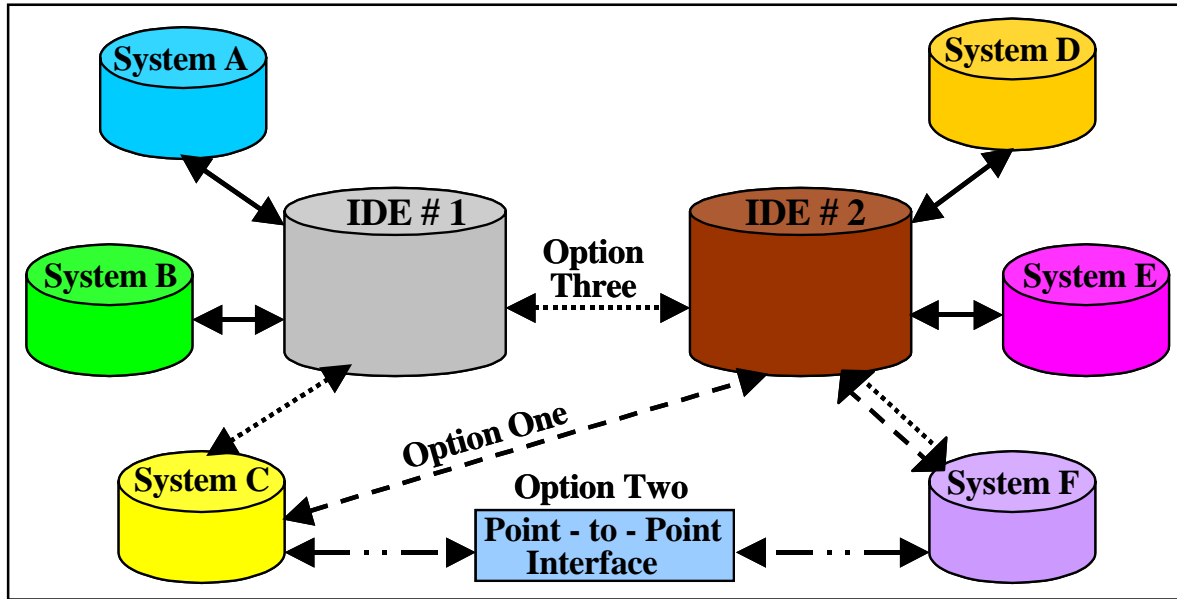 System A
System D
IDE # 1
IDE # 2
System B
Option
Three
System E
Option One
System C
Option Two
System F
Point - to - Point
Interface